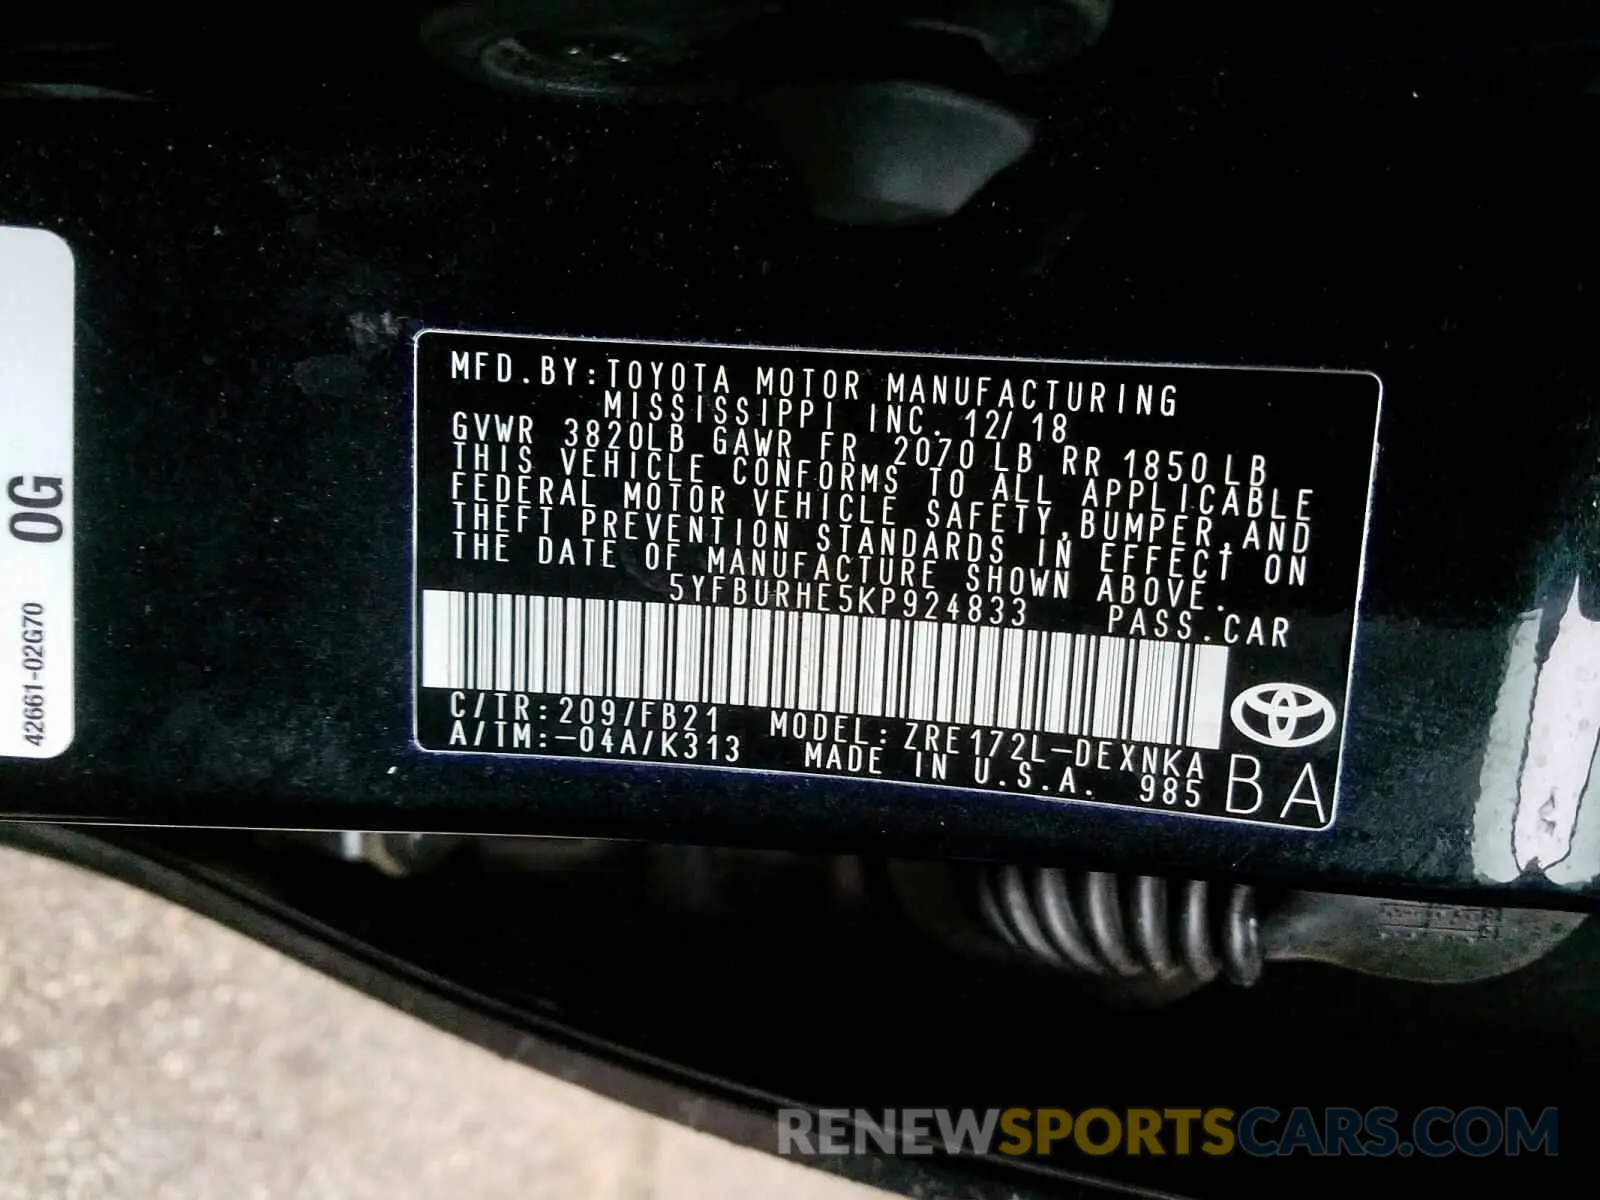 MFD.BY:TOYOTA MOTOR MANUFACTURING
MISSISSIPPI INC. 12/18
GVWR 3820LB GAWR FR 2070 LB RR 1850 LB
THIS VEHICLE CONFORMS TO ALL APPLICABLE
FEDERAL MOTOR VEHICLE SAFETY,BUMPER,AND
THEFT PREVENTION STANDARDS IN EFFECT ON
THE DATE OF MANUFACTURE SHOWN ABOVE.
5YFBURHE5KP924833 PASS.CAR
C/TR:209/FB21 MODEL:ZRE172L-DEXNKA
A/TM:-04A/K313 MADE IN U.S.A. 985 BA
0G
42661-02G70
RENEWSPORTSCARS.COM